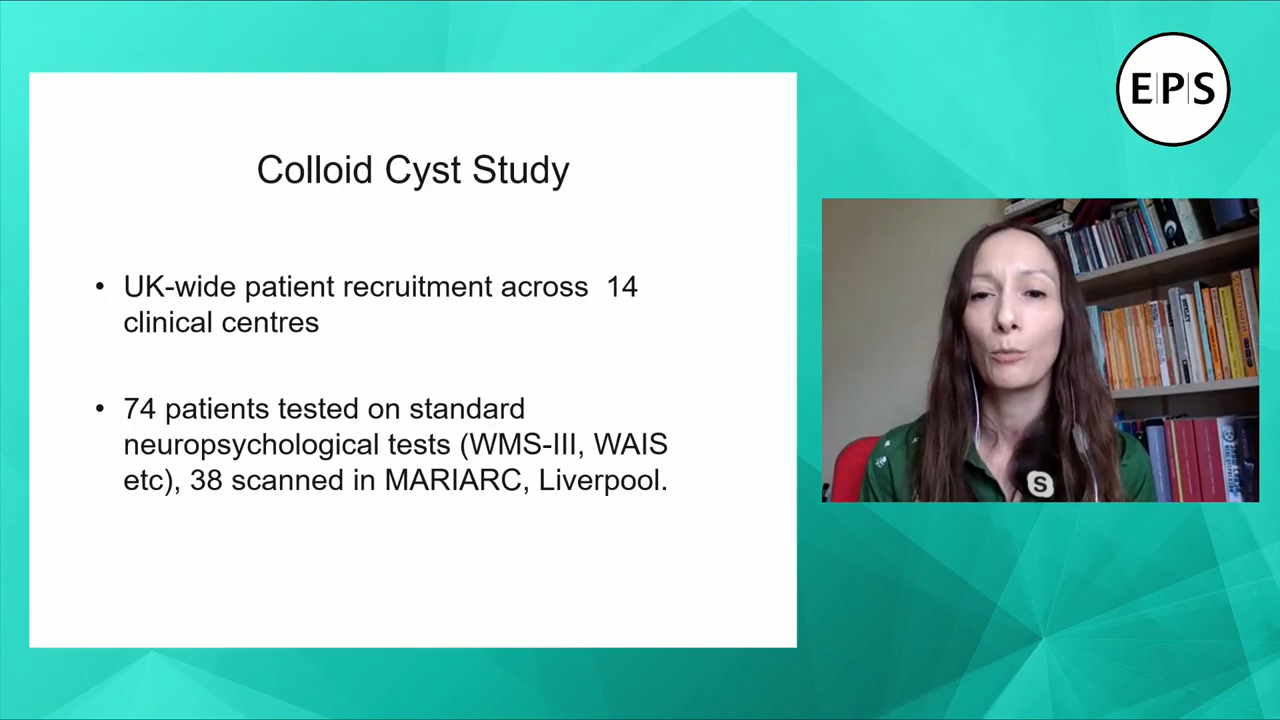 E|P|S
Colloid Cyst Study
• UK-wide patient recruitment across 14
clinical centres
• 74 patients tested on standard
neuropsychological tests (WMS-III, WAIS
etc), 38 scanned in MARIARC, Liverpool.
S